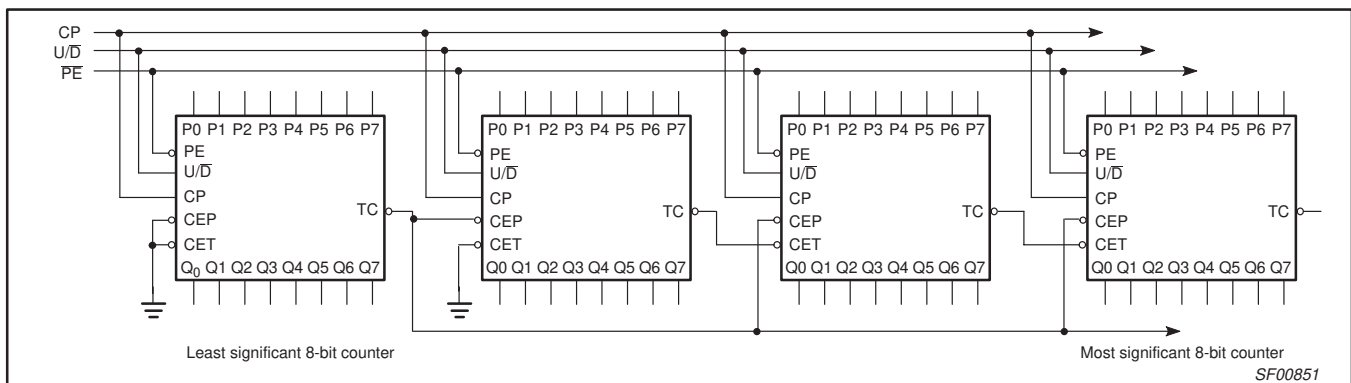 CP
U/D̅
P̅E̅
P0 P1 P2 P3 P4 P5 P6 P7
PE
U/D̅
CP
CEP
CET
TC
Q0 Q1 Q2 Q3 Q4 Q5 Q6 Q7
P0 P1 P2 P3 P4 P5 P6 P7
PE
U/D̅
CP
CEP
CET
TC
Q0 Q1 Q2 Q3 Q4 Q5 Q6 Q7
P0 P1 P2 P3 P4 P5 P6 P7
PE
U/D̅
CP
CEP
CET
TC
Q0 Q1 Q2 Q3 Q4 Q5 Q6 Q7
P0 P1 P2 P3 P4 P5 P6 P7
PE
U/D̅
CP
CEP
CET
TC
Q0 Q1 Q2 Q3 Q4 Q5 Q6 Q7
Least significant 8-bit counter
Most significant 8-bit counter
SF00851